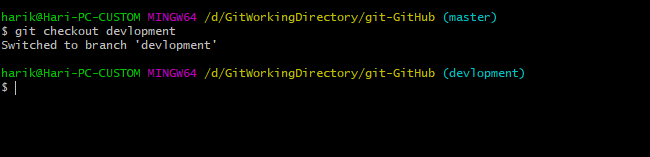 harik@Hari-PC-CUSTOM MINGW64 /d/GitWorkingDirectory/git-GitHub (master)
$ git checkout devlopment
Switched to branch 'devlopment'
harik@Hari-PC-CUSTOM MINGW64 /d/GitWorkingDirectory/git-GitHub (devlopment)
$